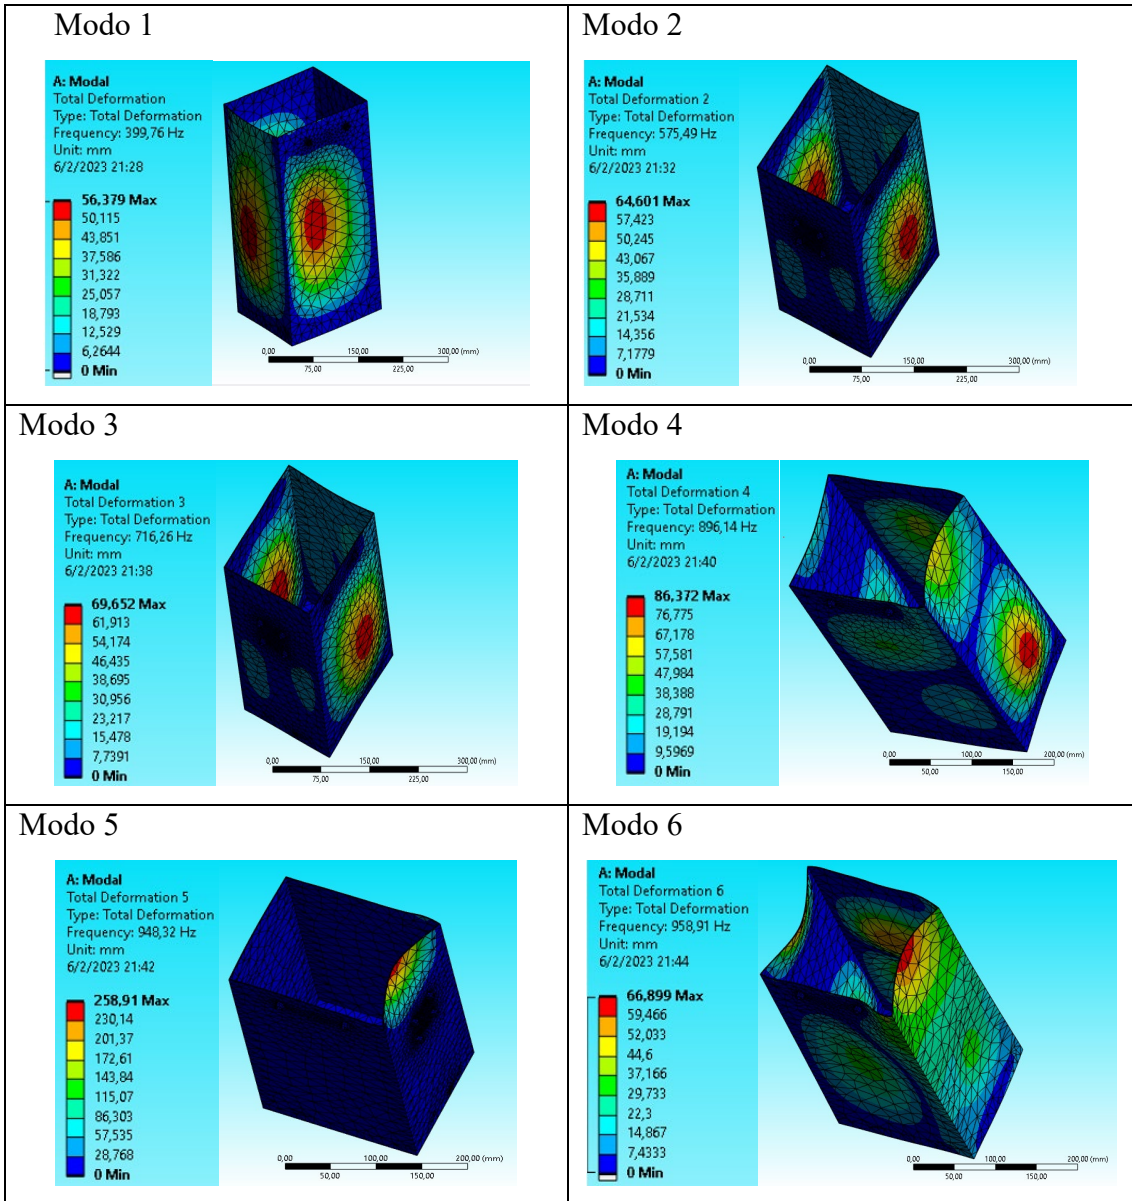 Modo 1
A: Modal
Total Deformation
Type: Total Deformation
Frequency: 399,76 Hz
Unit: mm
6/2/2023 21:28
56,379 Max
50,115
43,851
37,586
31,322
25,057
18,793
12,529
6,2644
0 Min
0,00 150,00 300,00 (mm)
75,00 225,00
Modo 2
A: Modal
Total Deformation 2
Type: Total Deformation
Frequency: 575,49 Hz
Unit: mm
6/2/2023 21:32
64,601 Max
57,423
50,245
43,067
35,889
28,711
21,534
14,356
7,1779
0 Min
0,00 150,00 300,00 (mm)
75,00 225,00
Modo 3
A: Modal
Total Deformation 3
Type: Total Deformation
Frequency: 716,26 Hz
Unit: mm
6/2/2023 21:38
69,652 Max
61,913
54,174
46,435
38,695
30,956
23,217
15,478
7,7391
0 Min
0,00 150,00 300,00 (mm)
75,00 225,00
Modo 4
A: Modal
Total Deformation 4
Type: Total Deformation
Frequency: 896,14 Hz
Unit: mm
6/2/2023 21:40
86,372 Max
76,775
67,178
57,581
47,984
38,388
28,791
19,194
9,5969
0 Min
0,00 100,00 200,00 (mm)
50,00 150,00
Modo 5
A: Modal
Total Deformation 5
Type: Total Deformation
Frequency: 948,32 Hz
Unit: mm
6/2/2023 21:42
258,91 Max
230,14
201,37
172,61
143,84
115,07
86,303
57,535
28,768
0 Min
0,00 100,00 200,00 (mm)
50,00 150,00
Modo 6
A: Modal
Total Deformation 6
Type: Total Deformation
Frequency: 958,91 Hz
Unit: mm
6/2/2023 21:44
66,899 Max
59,466
52,033
44,6
37,166
29,733
22,3
14,867
7,4333
0 Min
0,00 100,00 200,00 (mm)
50,00 150,00